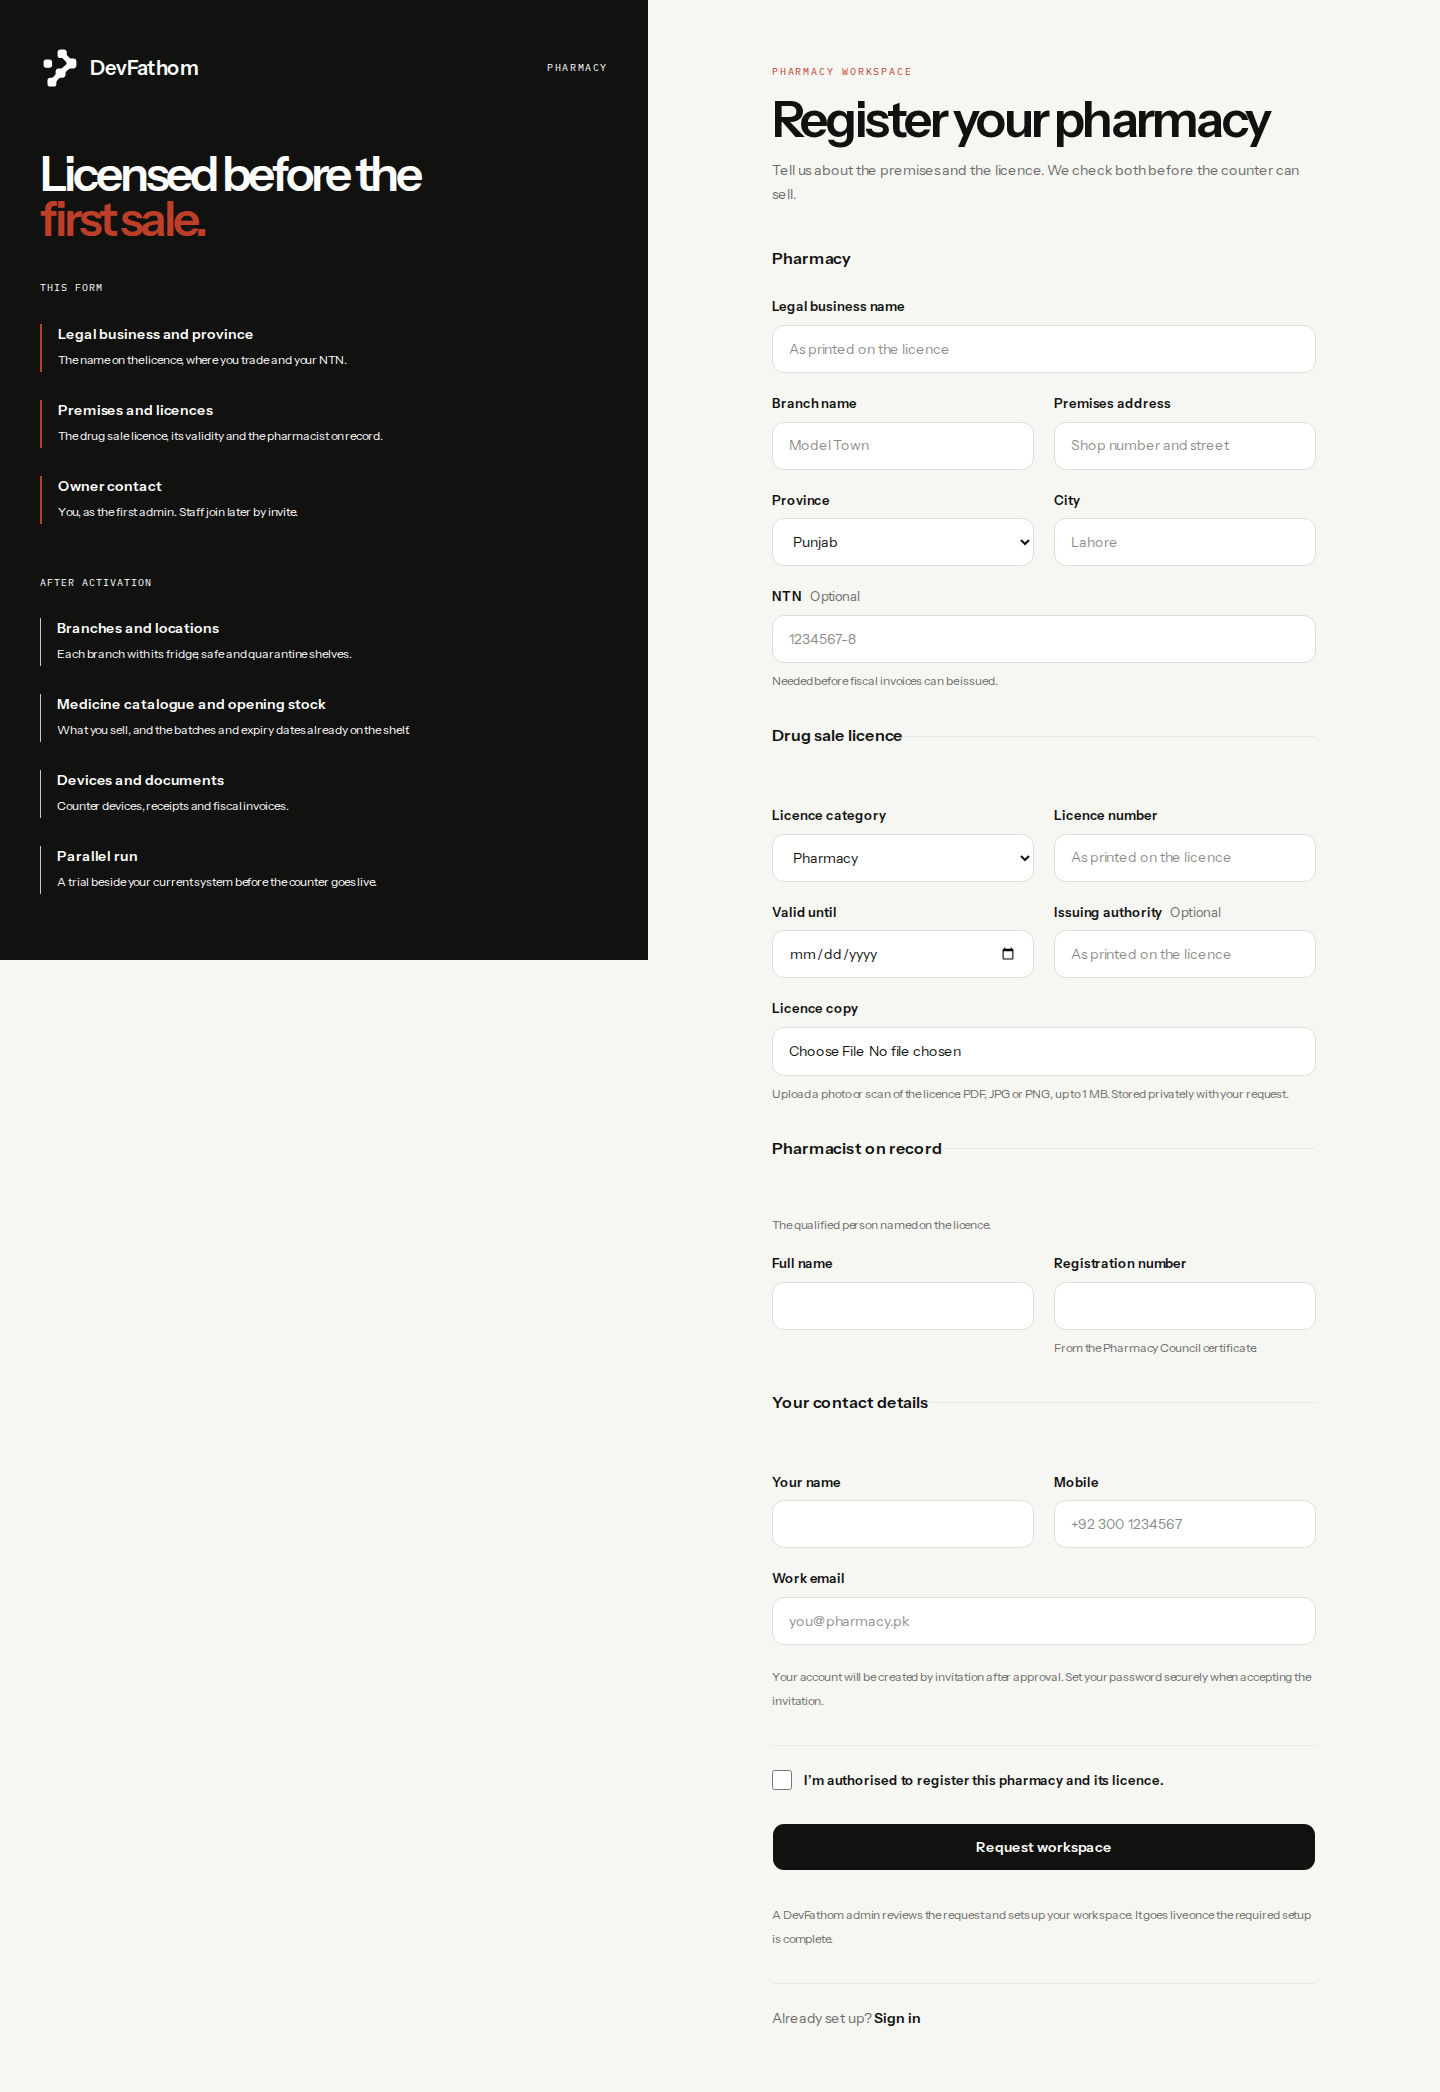 DevFathom
PHARMACY
Licensed before the
first sale.
THIS FORM
Legal business and province
The name on the licence, where you trade and your NTN.
Premises and licences
The drug sale licence, its validity and the pharmacist on record.
Owner contact
You, as the first admin. Staff join later by invite.
AFTER ACTIVATION
Branches and locations
Each branch with its fridge, safe and quarantine shelves.
Medicine catalogue and opening stock
What you sell, and the batches and expiry dates already on the shelf.
Devices and documents
Counter devices, receipts and fiscal invoices.
Parallel run
A trial beside your current system before the counter goes live.
PHARMACY WORKSPACE
Register your pharmacy
Tell us about the premises and the licence. We check both before the counter can
sell.
Pharmacy
Legal business name
As printed on the licence
Branch name
Premises address
Model Town
Shop number and street
Province
City
Punjab
Lahore
NTN Optional
1234567-8
Needed before fiscal invoices can be issued.
Drug sale licence
Licence category
Licence number
Pharmacy
As printed on the licence
Valid until
Issuing authority Optional
mm/dd/yyyy
As printed on the licence
Licence copy
Choose File No file chosen
Upload a photo or scan of the licence. PDF, JPG or PNG, up to 1 MB. Stored privately with your request.
Pharmacist on record
The qualified person named on the licence.
Full name
Registration number
From the Pharmacy Council certificate.
Your contact details
Your name
Mobile
+92 300 1234567
Work email
you@pharmacy.pk
Your account will be created by invitation after approval. Set your password securely when accepting the
invitation.
I'm authorised to register this pharmacy and its licence.
Request workspace
A DevFathom admin reviews the request and sets up your workspace. It goes live once the required setup
is complete.
Already set up? Sign in